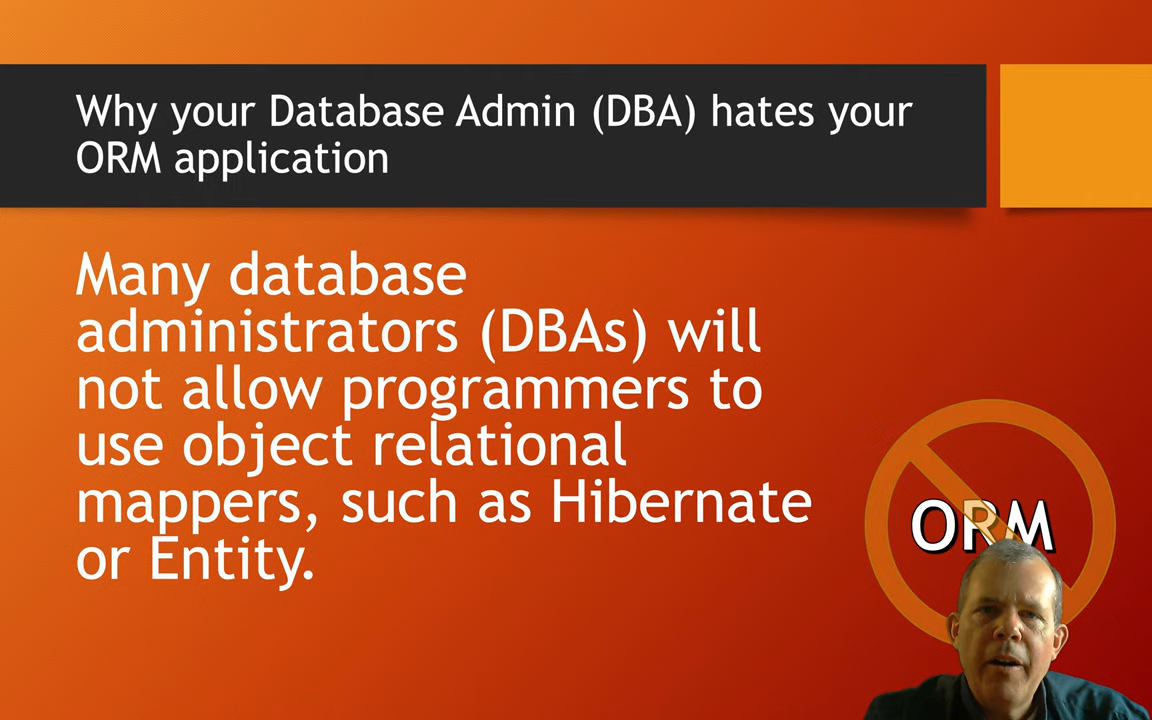 Why your Database Admin (DBA) hates your
ORM application
Many database
administrators (DBAs) will
not allow programmers to
use object relational
mappers, such as Hibernate
or Entity.
ORM